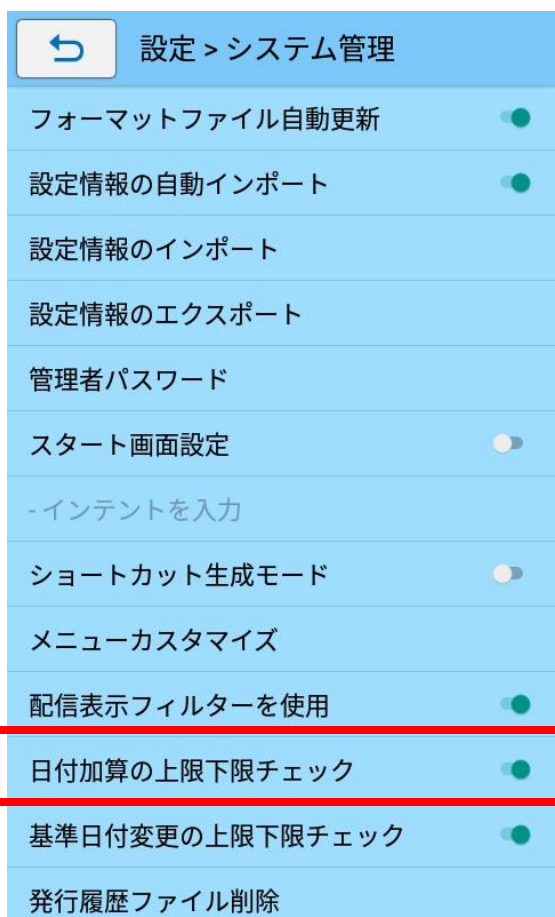 設定 > システム管理
フォーマットファイル自動更新
設定情報の自動インポート
設定情報のインポート
設定情報のエクスポート
管理者パスワード
スタート画面設定
- インテントを入力
ショートカット生成モード
メニューカスタマイズ
配信表示フィルターを使用
日付加算の上限下限チェック
基準日付変更の上限下限チェック
発行履歴ファイル削除